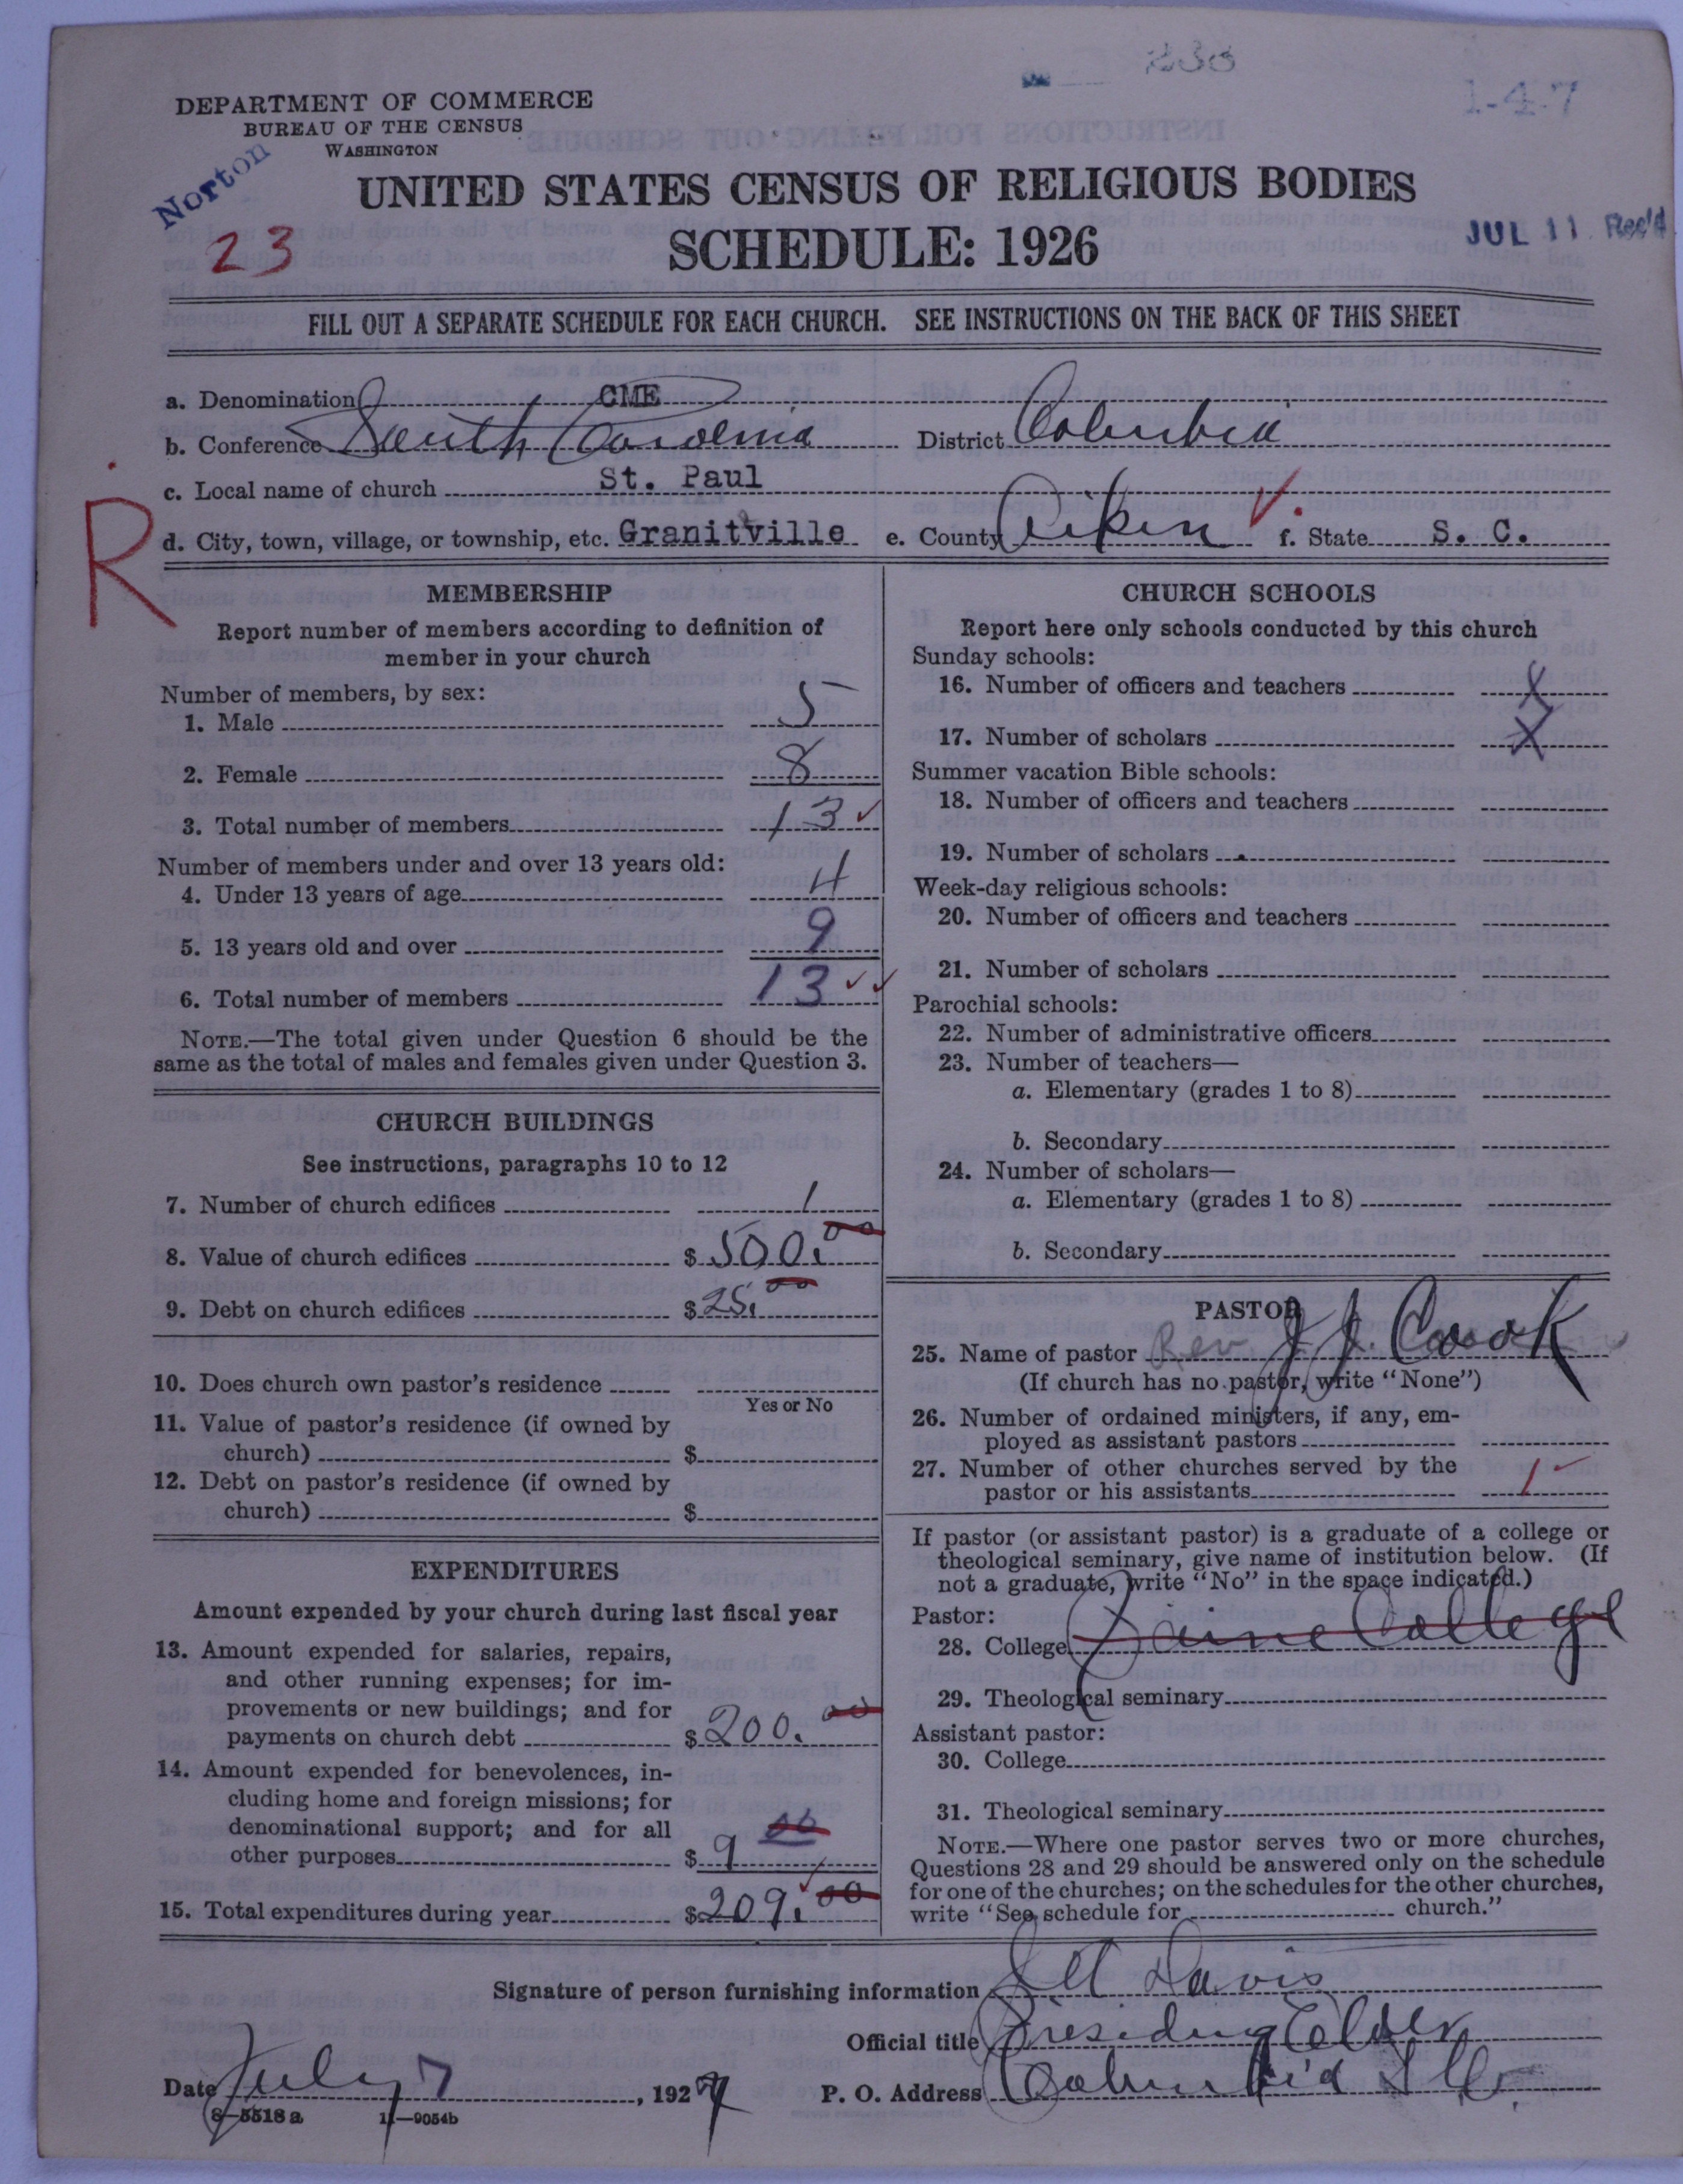 238
1-47
DEPARTMENT OF COMMERCE
BUREAU OF THE CENSUS
WASHINGTON
Norton
23
UNITED STATES CENSUS OF RELIGIOUS BODIES
SCHEDULE: 1926
JUL 11 Rec'd
FILL OUT A SEPARATE SCHEDULE FOR EACH CHURCH. SEE INSTRUCTIONS ON THE BACK OF THIS SHEET
a. Denomination CME
b. Conference South Carolina District Columbia
c. Local name of church St. Paul
R
d. City, town, village, or township, etc. Granitville e. County Aiken ✓ f. State S. C.
MEMBERSHIP
Report number of members according to definition of
member in your church
Number of members, by sex:
1. Male 5
2. Female 8
3. Total number of members 13 ✓
Number of members under and over 13 years old:
4. Under 13 years of age 4
5. 13 years old and over 9
6. Total number of members 13 ✓✓
NOTE.—The total given under Question 6 should be the
same as the total of males and females given under Question 3.
CHURCH BUILDINGS
See instructions, paragraphs 10 to 12
7. Number of church edifices 1
8. Value of church edifices $ 500.00
9. Debt on church edifices $ 25.00
10. Does church own pastor's residence
Yes or No
11. Value of pastor's residence (if owned by
church) $
12. Debt on pastor's residence (if owned by
church) $
EXPENDITURES
Amount expended by your church during last fiscal year
13. Amount expended for salaries, repairs,
and other running expenses; for im-
provements or new buildings; and for
payments on church debt $ 200.00
14. Amount expended for benevolences, in-
cluding home and foreign missions; for
denominational support; and for all
other purposes $ 9 00
15. Total expenditures during year $ 209.00
CHURCH SCHOOLS
Report here only schools conducted by this church
Sunday schools:
16. Number of officers and teachers X
17. Number of scholars X
Summer vacation Bible schools:
18. Number of officers and teachers
19. Number of scholars
Week-day religious schools:
20. Number of officers and teachers
21. Number of scholars
Parochial schools:
22. Number of administrative officers
23. Number of teachers—
a. Elementary (grades 1 to 8)
b. Secondary
24. Number of scholars—
a. Elementary (grades 1 to 8)
b. Secondary
PASTOR
25. Name of pastor Rev. J. J. Cook
(If church has no pastor, write "None")
26. Number of ordained ministers, if any, em-
ployed as assistant pastors
27. Number of other churches served by the
pastor or his assistants 1
If pastor (or assistant pastor) is a graduate of a college or
theological seminary, give name of institution below. (If
not a graduate, write "No" in the space indicated.)
Pastor:
28. College Paine College
29. Theological seminary
Assistant pastor:
30. College
31. Theological seminary
NOTE.—Where one pastor serves two or more churches,
Questions 28 and 29 should be answered only on the schedule
for one of the churches; on the schedules for the other churches,
write "See schedule for church."
Signature of person furnishing information Davis
Official title Presiding Elder
Date July 7, 1927 P. O. Address Columbia S.C.
8—5518 a 11—9054b